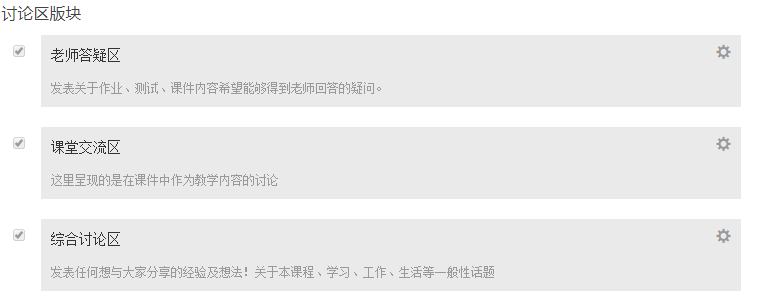 讨论区版块
老师答疑区
发表关于作业、测试、课件内容希望能够得到老师回答的疑问。
课堂交流区
这里呈现的是在课件中作为教学内容的讨论
综合讨论区
发表任何想与大家分享的经验及想法！关于本课程、学习、工作、生活等一般性话题